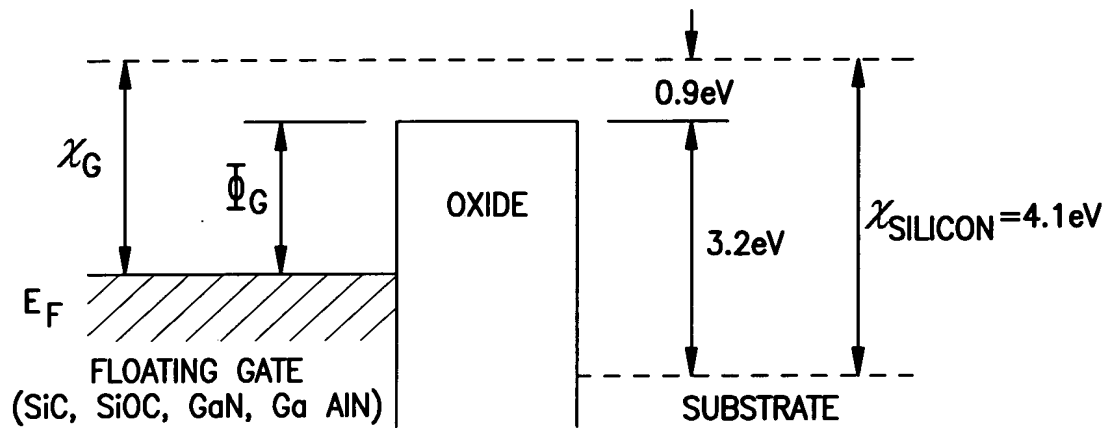 0.9eV
χG
ΦG
OXIDE
3.2eV
χSILICON=4.1eV
EF
FLOATING GATE
(SiC, SiOC, GaN, Ga AlN)
SUBSTRATE